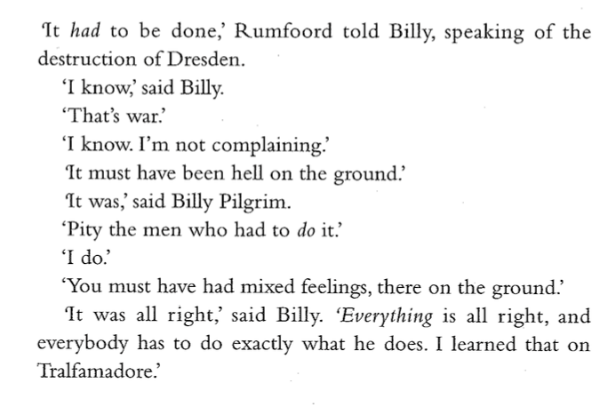 ‘It had to be done,’ Rumfoord told Billy, speaking of the
destruction of Dresden.
‘I know,’ said Billy.
‘That’s war.’
‘I know. I’m not complaining.’
‘It must have been hell on the ground.’
‘It was,’ said Billy Pilgrim.
‘Pity the men who had to do it.’
‘I do.’
‘You must have had mixed feelings, there on the ground.’
‘It was all right,’ said Billy. ‘Everything is all right, and
everybody has to do exactly what he does. I learned that on
Tralfamadore.’